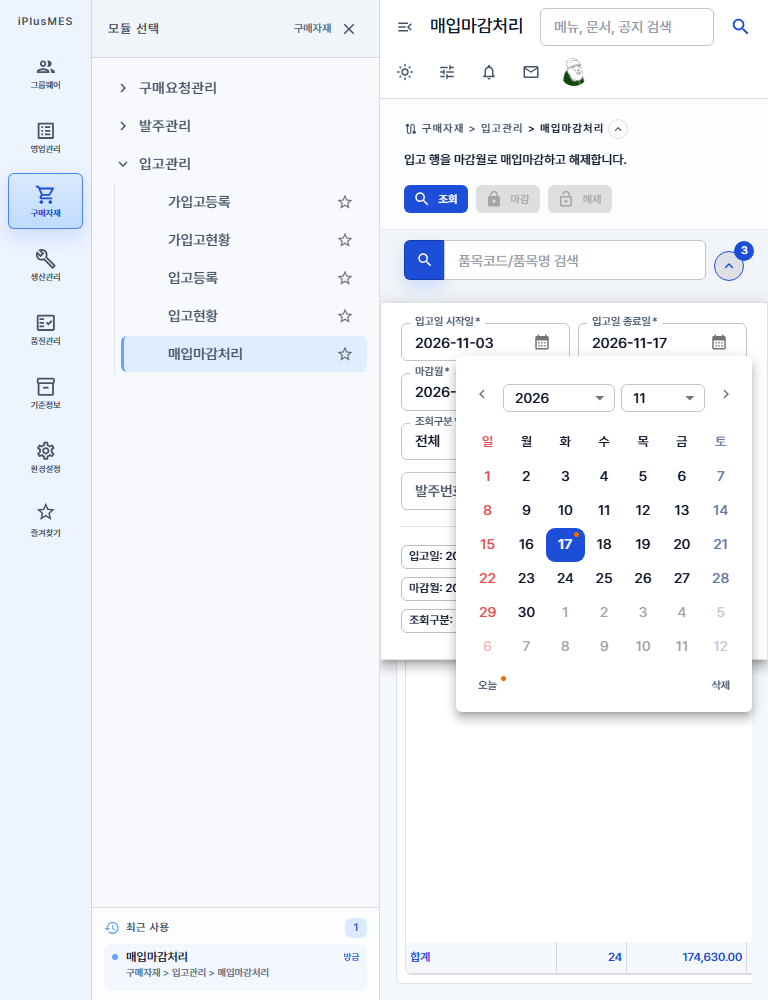 iPlusMES
그룹웨어
영업관리
구매자재
생산관리
품질관리
기준정보
환경설정
즐겨찾기
모듈 선택
구매자재
구매요청관리
발주관리
입고관리
가입고등록
가입고현황
입고등록
입고현황
매입마감처리
최근 사용
1
매입마감처리
방금
구매자재 > 입고관리 > 매입마감처리
매입마감처리
메뉴, 문서, 공지 검색
구매자재 > 입고관리 > 매입마감처리
입고 행을 마감월로 매입마감하고 해제합니다.
조회
마감
해제
품목코드/품목명 검색
3
입고일 시작일*
2026-11-03
입고일 종료일*
2026-11-17
마감월*
2026-
조회구분*
전체
발주번호
입고일: 20
마감월: 20
조회구분:
2026
11
일 월 화 수 목 금 토
1 2 3 4 5 6 7
8 9 10 11 12 13 14
15 16 17 18 19 20 21
22 23 24 25 26 27 28
29 30 1 2 3 4 5
6 7 8 9 10 11 12
오늘
삭제
합계
24
174,630.00